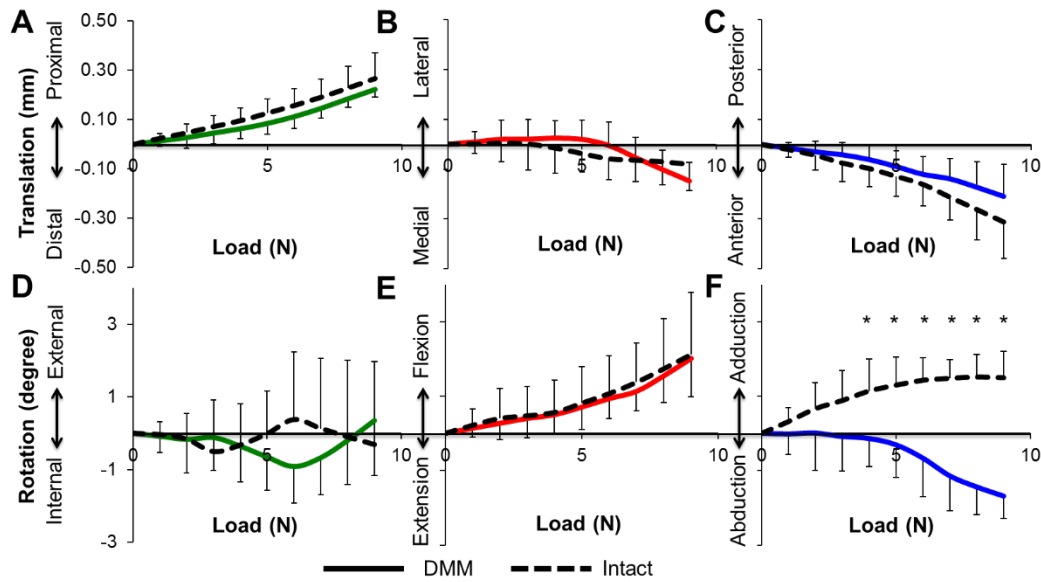 A B C
Translation (mm)
Distal Proximal
0.50
0.30
0.10
-0.10
-0.30
-0.50
0 5 10
Load (N)
Medial Lateral
0 5 10
Load (N)
Anterior Posterior
0 5 10
Load (N)
D E F
Rotation (degree)
Internal External
3
1
-1
-3
0 5 10
Load (N)
Extension Flexion
0 5 10
Load (N)
Abduction Adduction
* * * * * *
0 5 10
Load (N)
DMM Intact